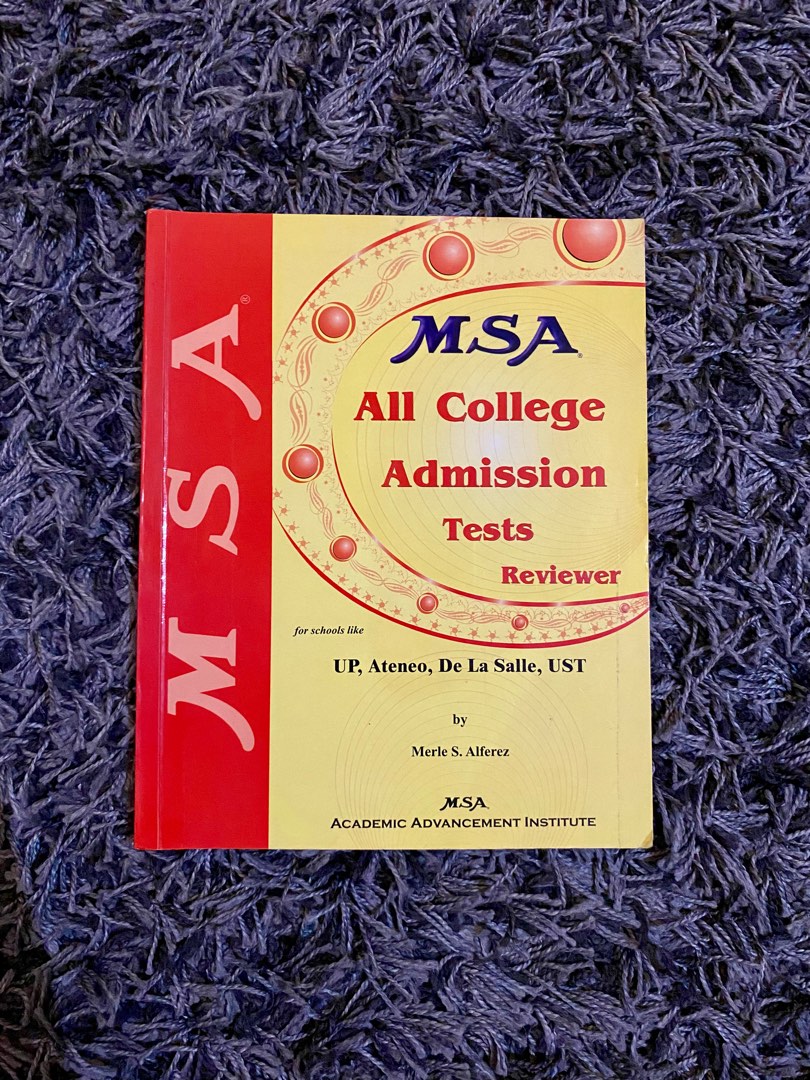 MSA®
MSA®
All College
Admission
Tests
Reviewer
for schools like
UP, Ateneo, De La Salle, UST
by
Merle S. Alferez
MSA
ACADEMIC ADVANCEMENT INSTITUTE